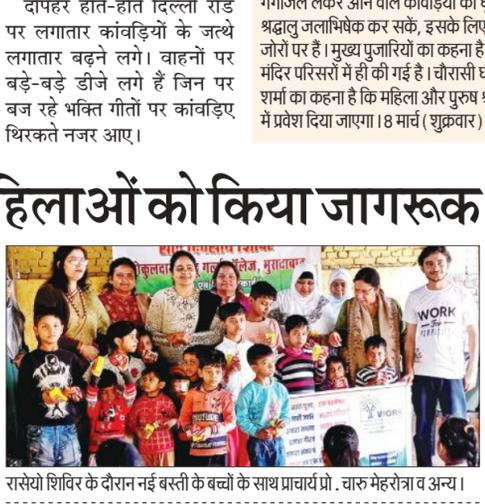 दोपहर होते-होते दिल्ली रोड
पर लगातार कांवड़ियों के जत्थे
लगातार बढ़ने लगे। वाहनों पर
बड़े-बड़े डीजे लगे हैं जिन पर
बज रहे भक्ति गीतों पर कांवड़िए
थिरकते नजर आए।
गंगाजल लेकर आने वाले कांवड़ियों
श्रद्धालु जलाभिषेक कर सकें, इसके लिए
जोरों पर हैं। मुख्य पुजारियों का कहना है
मंदिर परिसरों में ही की गई है। चौरासी घ
शर्मा का कहना है कि महिला और पुरुष
में प्रवेश दिया जाएगा। 8 मार्च ( शुक्रवार )
हिलाओं को किया जागरूक
गर्ल्स कॉलेज, मुरादाबाद
WORK
WORK
रासेयो शिविर के दौरान नई बस्ती के बच्चों के साथ प्राचार्य प्रो . चारु मेहरोत्रा व अन्य ।